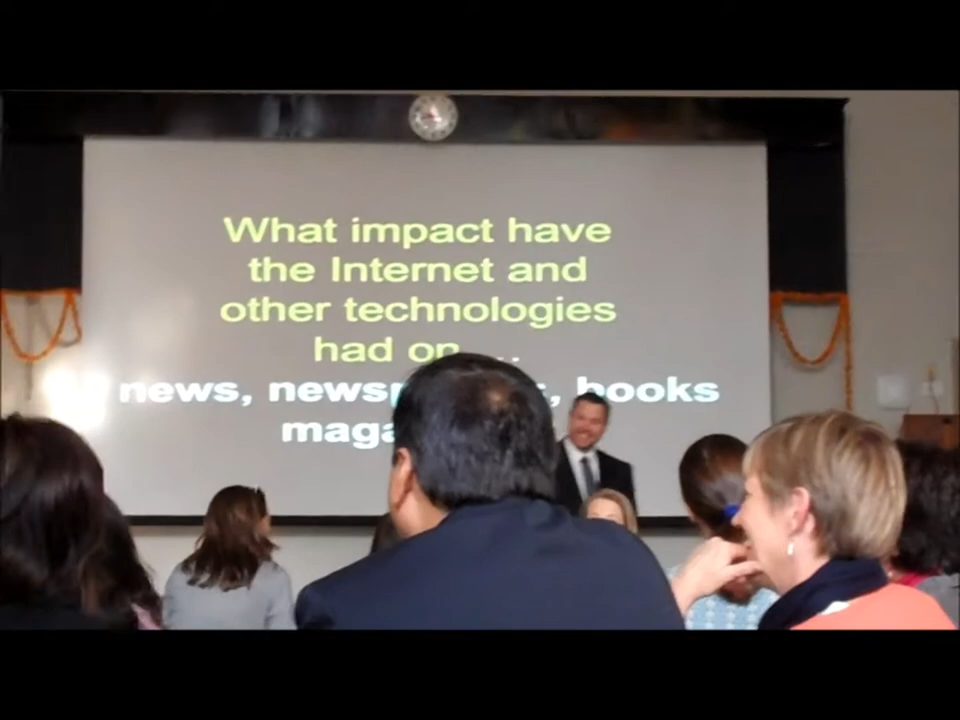 What impact have
the Internet and
other technologies
had on ...
news, books